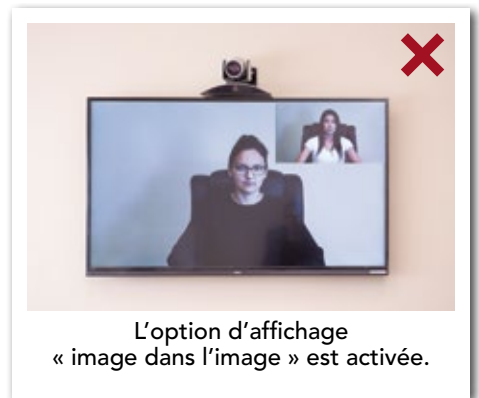 L’option d’affichage
« image dans l’image » est activée.